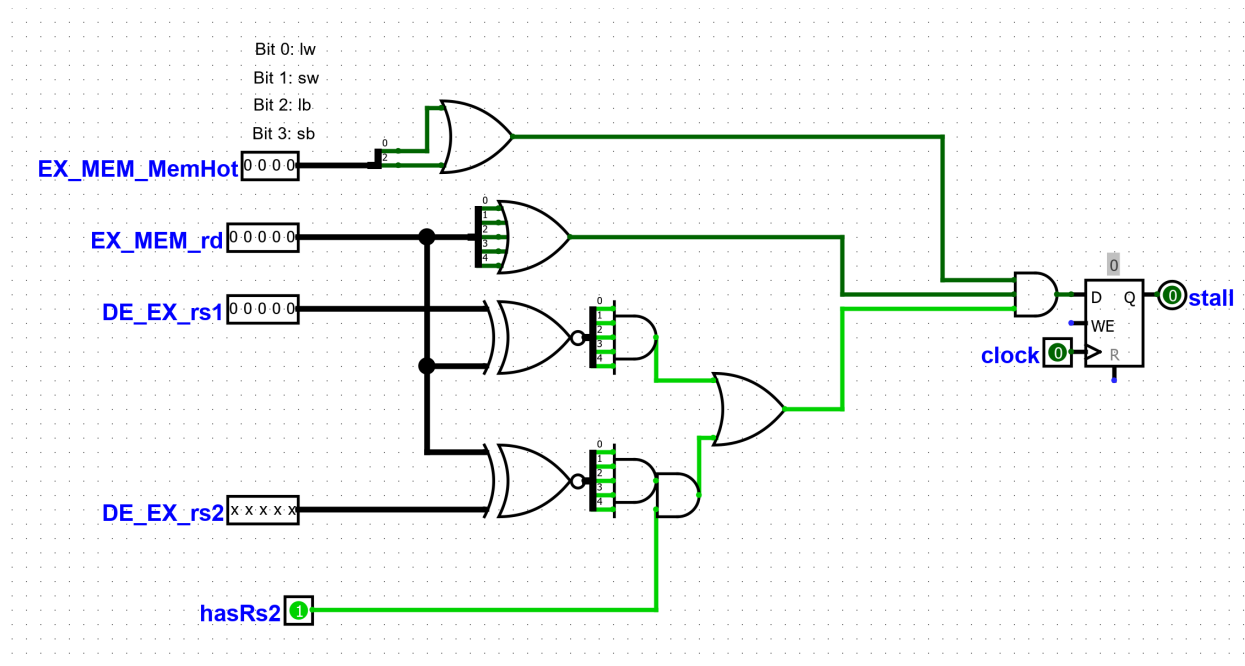 Bit 0: lw
Bit 1: sw
Bit 2: lb
Bit 3: sb
0
2
EX_MEM_MemHot 0 0 0 0
0
1
2
3
4
EX_MEM_rd 0 0 0 0 0
0
DE_EX_rs1 0 0 0 0 0
0
1
2
3
4
D Q 0 stall
WE
clock 0
R
0
1
2
3
4
DE_EX_rs2 x x x x x
hasRs2 1